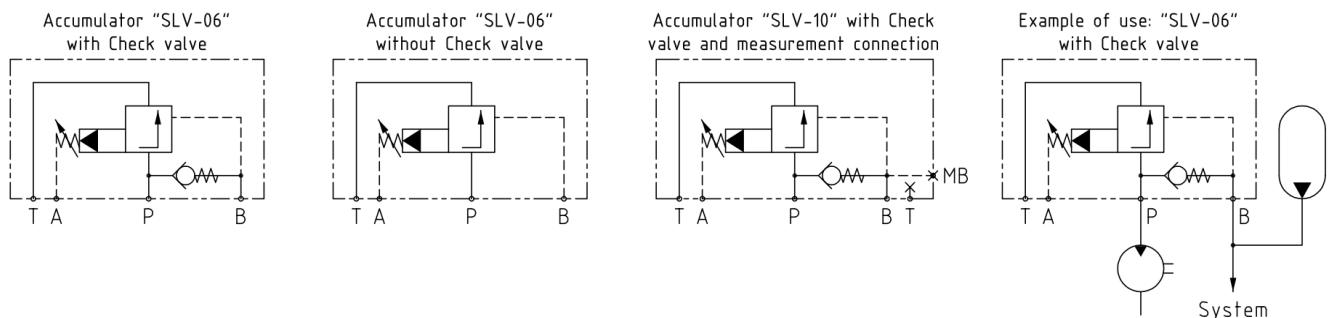 Accumulator "SLV-06"
with Check valve
T A P B
Accumulator "SLV-06"
without Check valve
T A P B
Accumulator "SLV-10" with Check
valve and measurement connection
MB
T A P B T
Example of use: "SLV-06"
with Check valve
T A P B
System